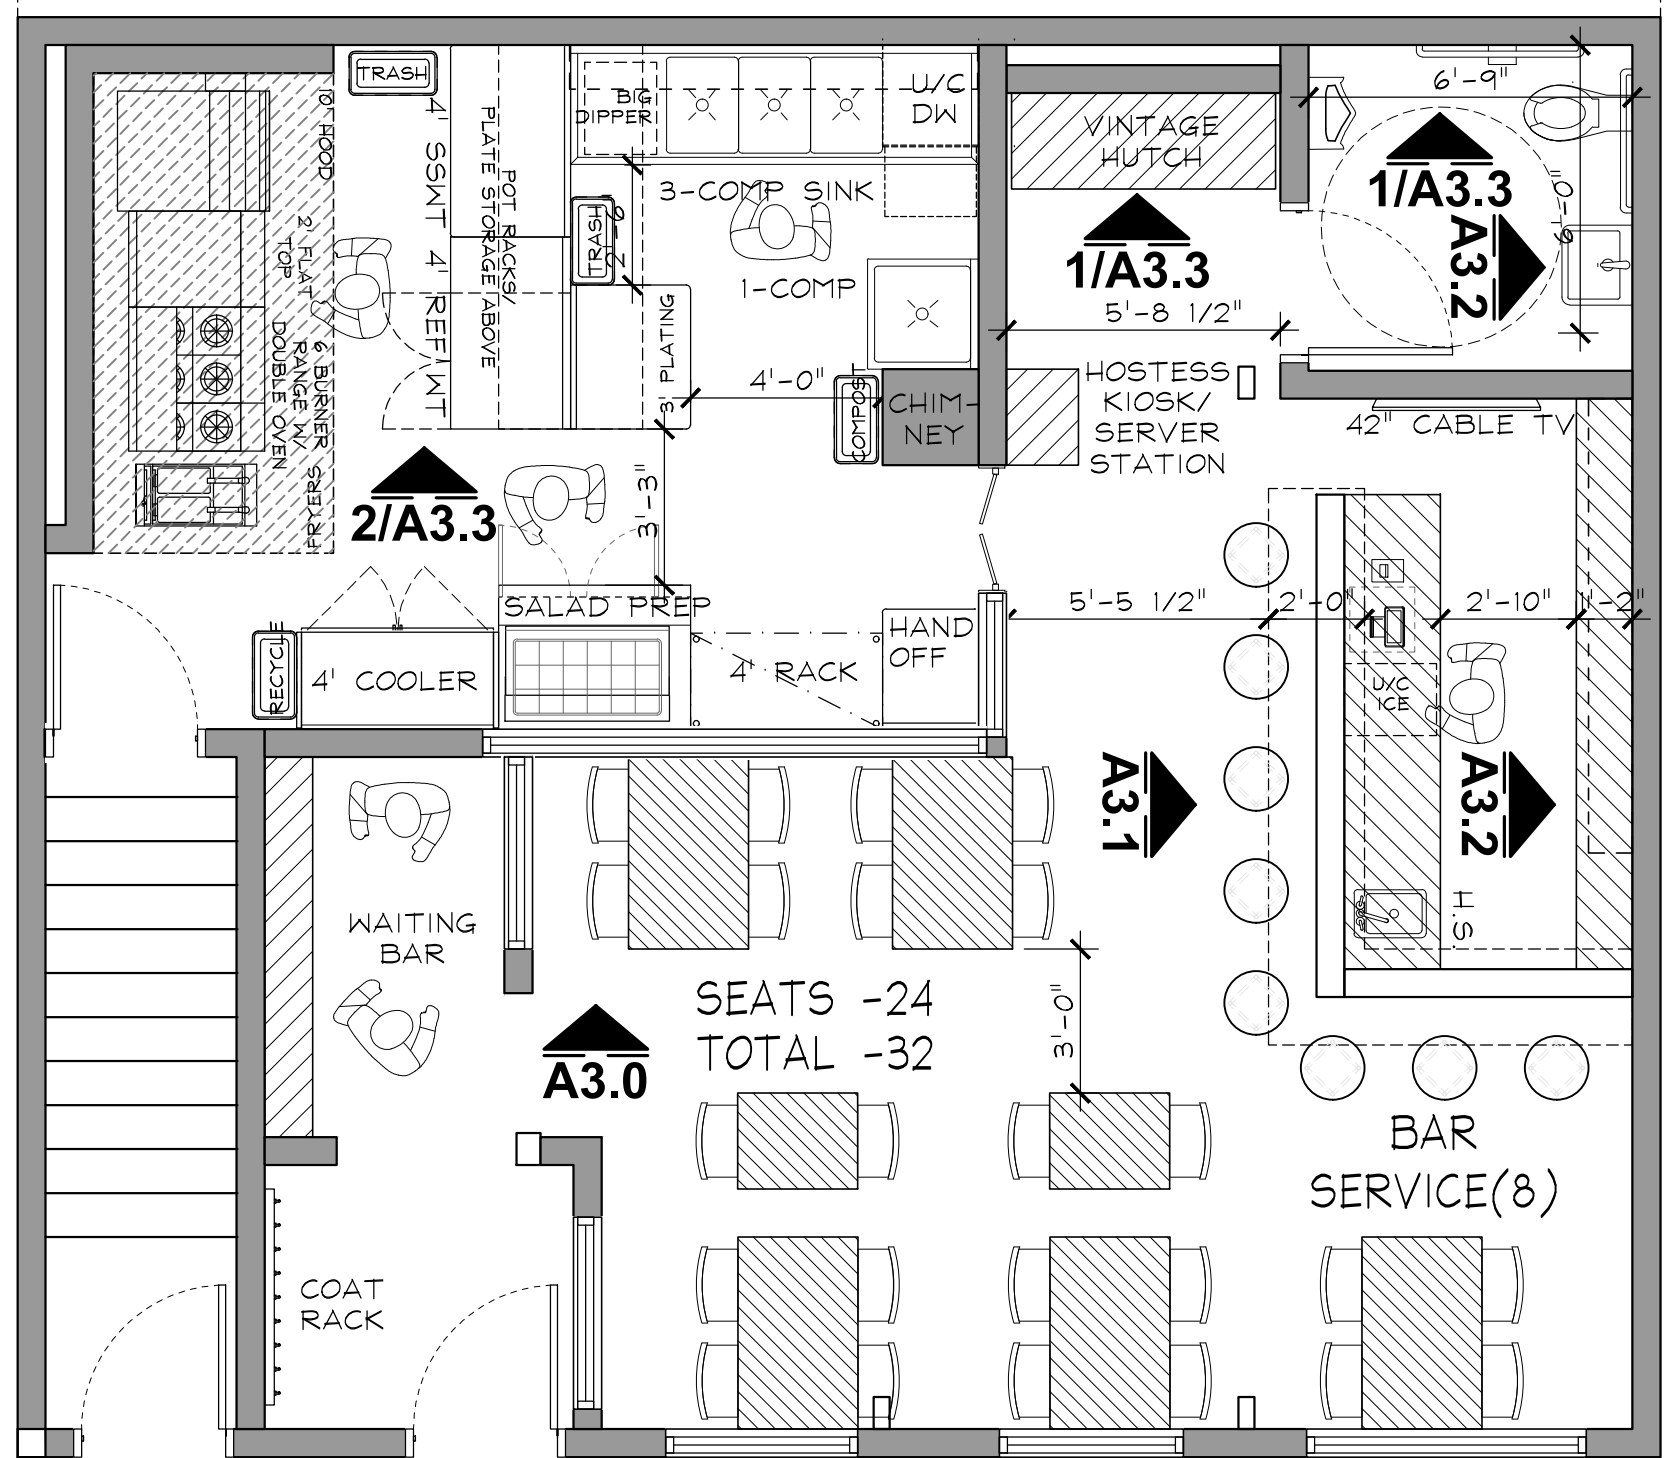 TRASH
10' HOOD
2' FLAT
TOP
6 BURNER
RANGE W/
DOUBLE OVEN
FRYERS
4' SSWT
4' REF WT
POT RACKS/
PLATE STORAGE ABOVE
BIG
DIPPER
U/C
DW
3-COMP SINK
TRASH
2'-6"
1-COMP
3' PLATING
4'-0"
COMPOST
CHIM-
NEY
VINTAGE
HUTCH
1/A3.3
5'-8 1/2"
6'-9"
1/A3.3
A3.2
6'-0"
HOSTESS
KIOSK/
SERVER
STATION
42" CABLE TV
2/A3.3
3'-3"
SALAD PREP
RECYCLE
4' COOLER
4' RACK
HAND
OFF
5'-5 1/2"
2'-0"
2'-10"
1'-2"
U/C
ICE
A3.1
A3.2
H.S.
WAITING
BAR
SEATS -24
TOTAL -32
3'-0"
A3.0
BAR
SERVICE(8)
COAT
RACK